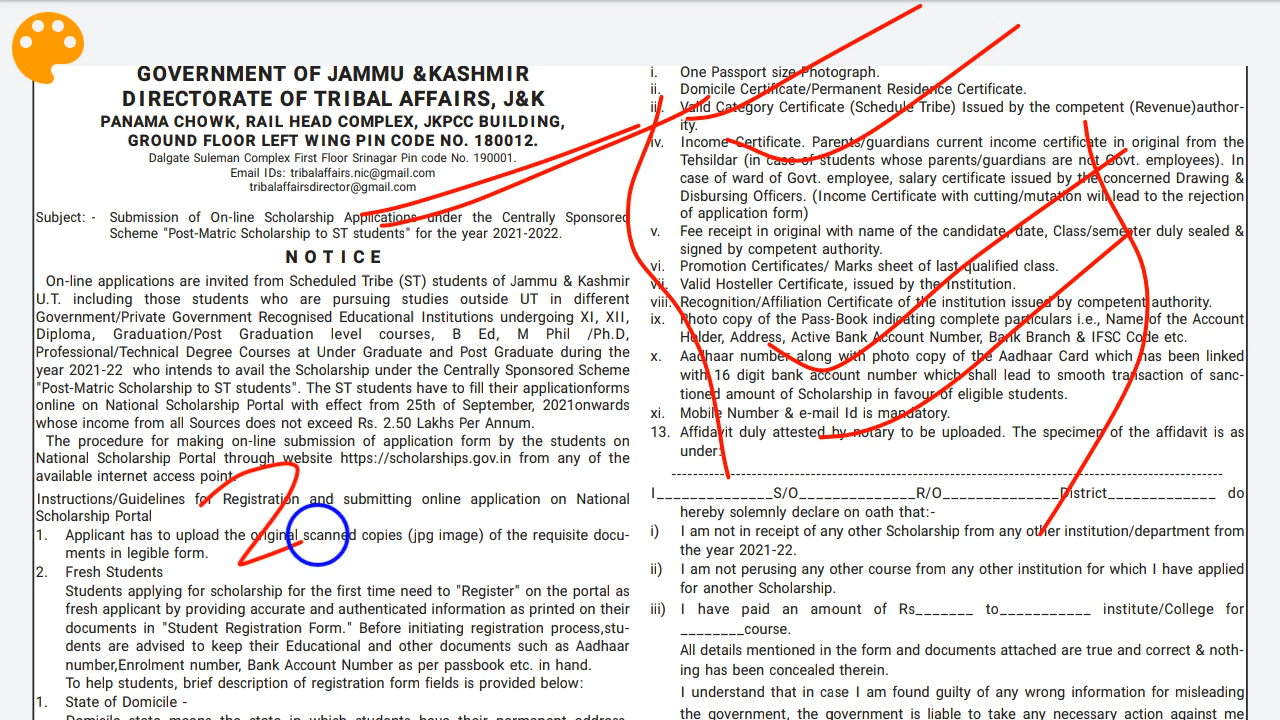 GOVERNMENT OF JAMMU &KASHMIR
DIRECTORATE OF TRIBAL AFFAIRS, J&K
PANAMA CHOWK, RAIL HEAD COMPLEX, JKPCC BUILDING,
GROUND FLOOR LEFT WING PIN CODE NO. 180012.
Dalgate Suleman Complex First Floor Srinagar Pin code No. 190001.
Email IDs: tribalaffairs.nic@gmail.com
tribalaffairsdirector@gmail.com
Subject: - Submission of On-line Scholarship Applications under the Centrally Sponsored
Scheme "Post-Matric Scholarship to ST students" for the year 2021-2022.
NOTICE
On-line applications are invited from Scheduled Tribe (ST) students of Jammu & Kashmir
U.T. including those students who are pursuing studies outside UT in different
Government/Private Government Recognised Educational Institutions undergoing XI, XII,
Diploma, Graduation/Post Graduation level courses, B Ed, M Phil /Ph.D,
Professional/Technical Degree Courses at Under Graduate and Post Graduate during the
year 2021-22 who intends to avail the Scholarship under the Centrally Sponsored Scheme
"Post-Matric Scholarship to ST students". The ST students have to fill their applicationforms
online on National Scholarship Portal with effect from 25th of September, 2021onwards
whose income from all Sources does not exceed Rs. 2.50 Lakhs Per Annum.
The procedure for making on-line submission of application form by the students on
National Scholarship Portal through website https://scholarships.gov.in from any of the
available internet access point.
Instructions/Guidelines for Registration and submitting online application on National
Scholarship Portal
1. Applicant has to upload the original scanned copies (jpg image) of the requisite docu-
ments in legible form.
2. Fresh Students
Students applying for scholarship for the first time need to "Register" on the portal as
fresh applicant by providing accurate and authenticated information as printed on their
documents in "Student Registration Form." Before initiating registration process,stu-
dents are advised to keep their Educational and other documents such as Aadhaar
number,Enrolment number, Bank Account Number as per passbook etc. in hand.
To help students, brief description of registration form fields is provided below:
1. State of Domicile -
Domicile state means the state in which students have their permanent address.
i. One Passport size Photograph.
ii. Domicile Certificate/Permanent Residence Certificate.
iii. Valid Category Certificate (Schedule Tribe) Issued by the competent (Revenue)author-
ity.
iv. Income Certificate. Parents/guardians current income certificate in original from the
Tehsildar (in case of students whose parents/guardians are not Govt. employees). In
case of ward of Govt. employee, salary certificate issued by the concerned Drawing &
Disbursing Officers. (Income Certificate with cutting/mutation will lead to the rejection
of application form)
v. Fee receipt in original with name of the candidate, date, Class/semester duly sealed &
signed by competent authority.
vi. Promotion Certificates/ Marks sheet of last qualified class.
vii. Valid Hosteller Certificate, issued by the Institution.
viii. Recognition/Affiliation Certificate of the institution issued by competent authority.
ix. Photo copy of the Pass-Book indicating complete particulars i.e., Name of the Account
Holder, Address, Active Bank Account Number, Bank Branch & IFSC Code etc.
x. Aadhaar number along with photo copy of the Aadhaar Card which has been linked
with 16 digit bank account number which shall lead to smooth transaction of sanc-
tioned amount of Scholarship in favour of eligible students.
xi. Mobile Number & e-mail Id is mandatory.
13. Affidavit duly attested by notary to be uploaded. The specimen of the affidavit is as
under:
I_____________S/O_____________R/O_____________District____________ do
hereby solemnly declare on oath that:-
i) I am not in receipt of any other Scholarship from any other institution/department from
the year 2021-22.
ii) I am not perusing any other course from any other institution for which I have applied
for another Scholarship.
iii) I have paid an amount of Rs_______ to___________ institute/College for
________course.
All details mentioned in the form and documents attached are true and correct & noth-
ing has been concealed therein.
I understand that in case I am found guilty of any wrong information for misleading
the government, the government is liable to take any necessary action against me